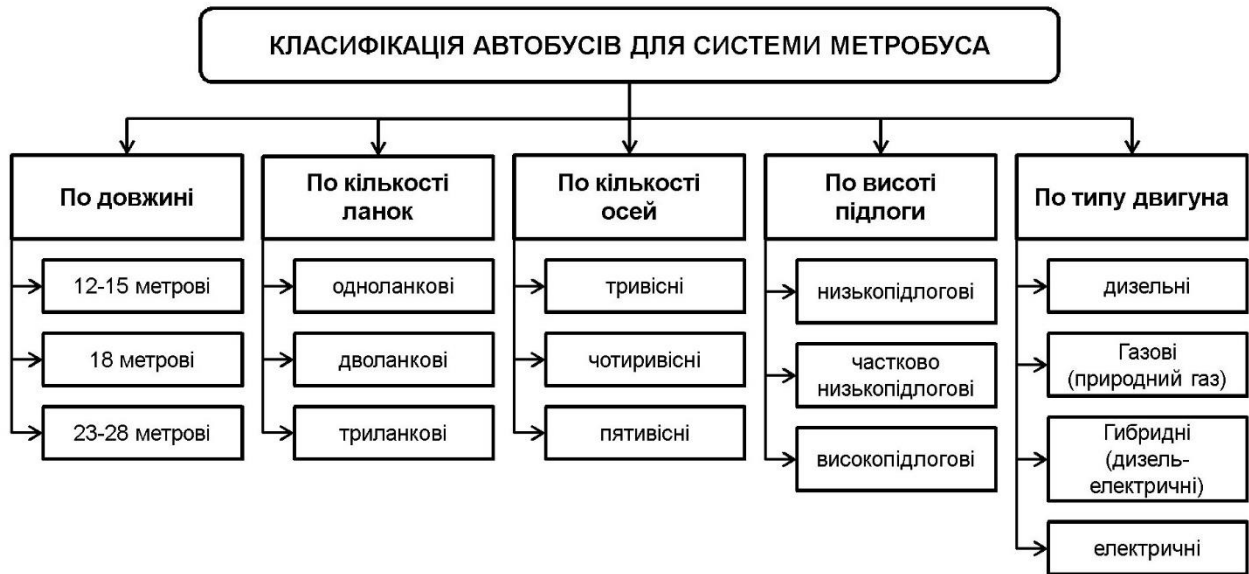 КЛАСИФІКАЦІЯ АВТОБУСІВ ДЛЯ СИСТЕМИ МЕТРОБУСА
По довжині
12-15 метрові
18 метрові
23-28 метрові
По кількості
ланок
одноланкові
дволанкові
триланкові
По кількості
осей
тривісні
чотиривісні
пятивісні
По висоті
підлоги
низькопідлогові
частково
низькопідлогові
високопідлогові
По типу двигуна
дизельні
Газові
(природний газ)
Гибридні
(дизель-
електричні)
електричні